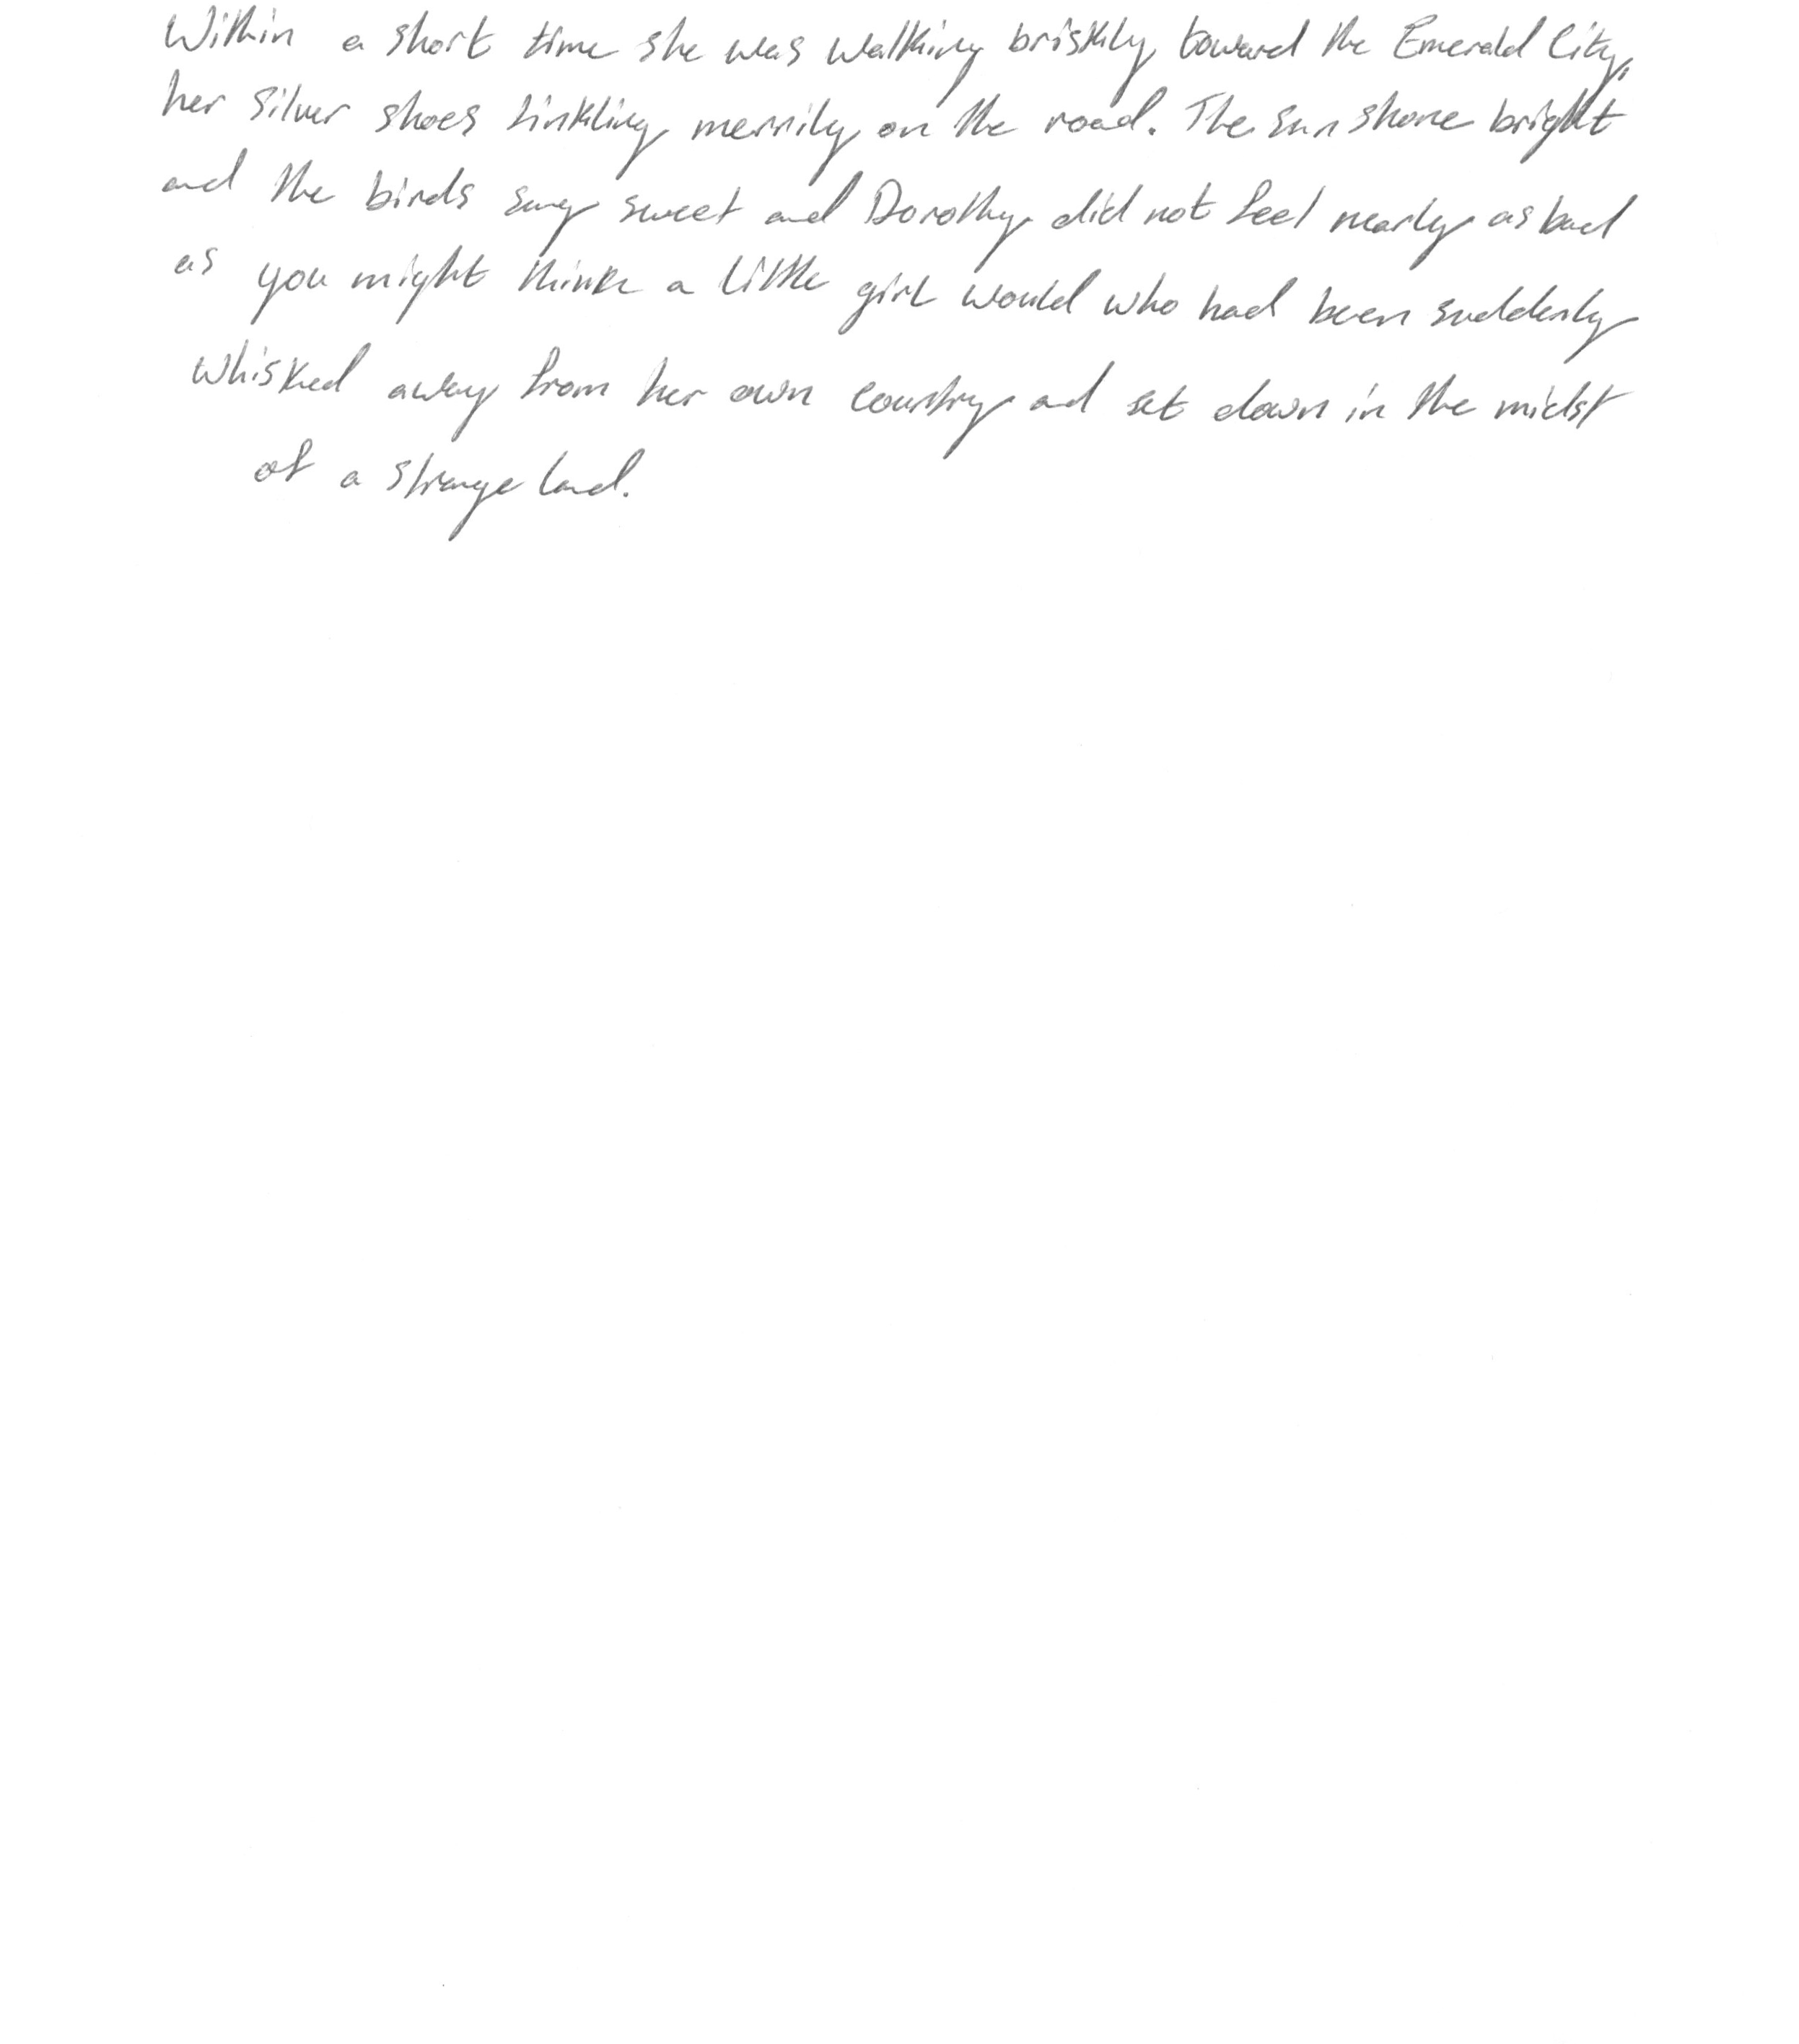 Within a short time she was walking briskly toward the Emerald City,
her silver shoes tinkling merrily on the road. The sun shone bright
and the birds sang sweet and Dorothy did not feel nearly as bad
as you might think a little girl would who had been suddenly
whisked away from her own country and set down in the midst
of a strange land.